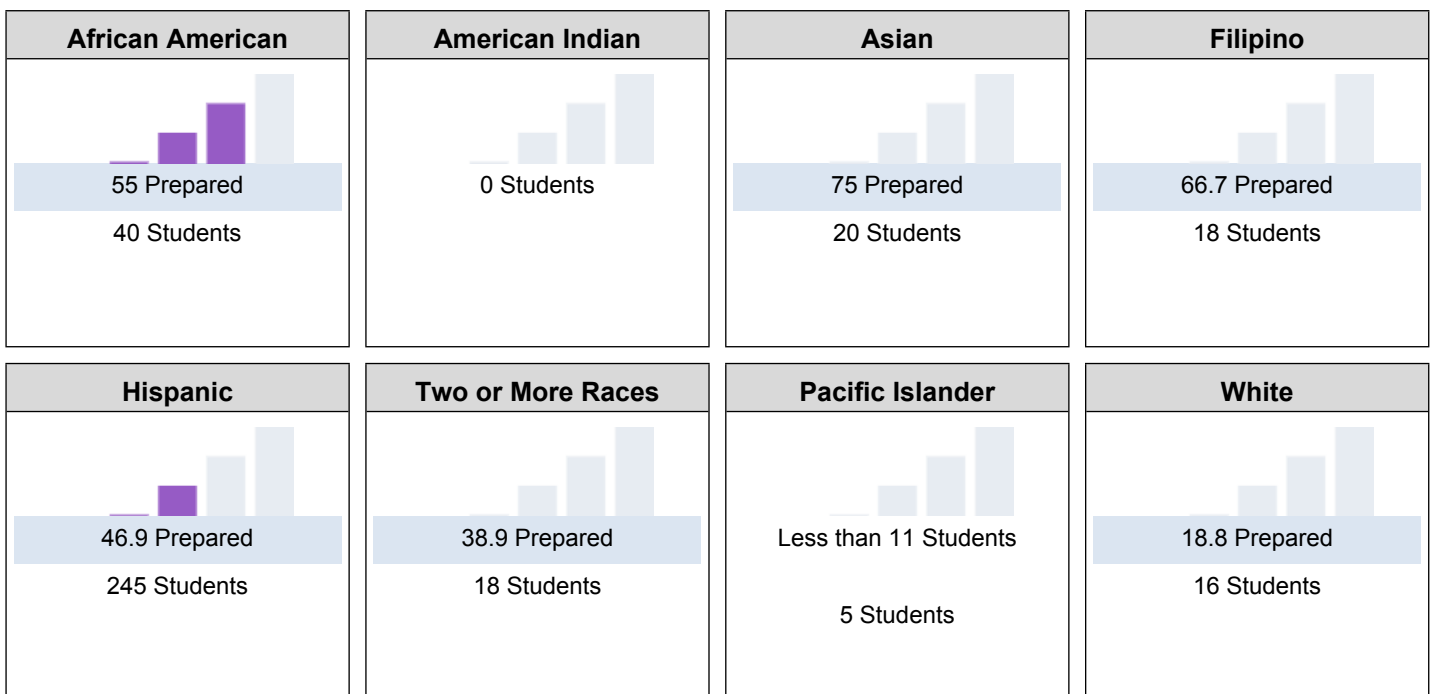 African American
American Indian
Asian
Filipino
55 Prepared
0 Students
75 Prepared
66.7 Prepared
40 Students
20 Students
18 Students
Hispanic
Two or More Races
Pacific Islander
White
46.9 Prepared
38.9 Prepared
Less than 11 Students
18.8 Prepared
245 Students
18 Students
5 Students
16 Students